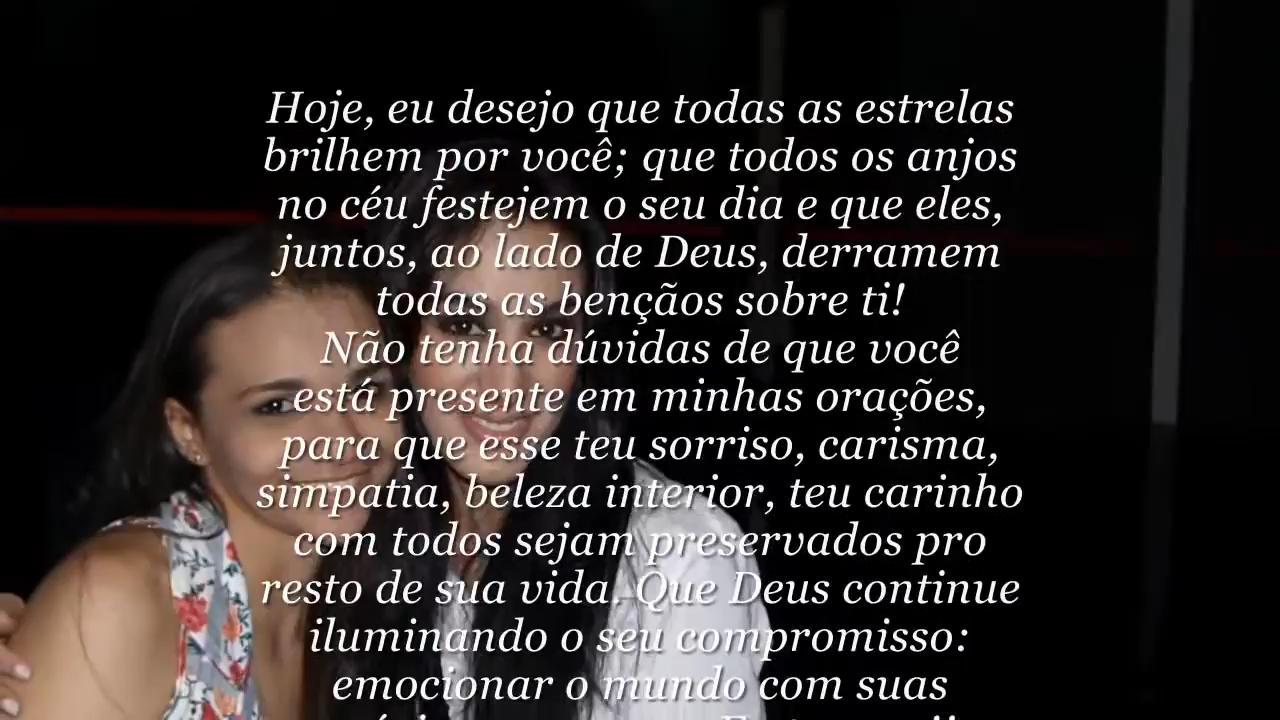 Hoje, eu desejo que todas as estrelas
brilhem por você; que todos os anjos
no céu festejem o seu dia e que eles,
juntos, ao lado de Deus, derramem
todas as bençãos sobre ti!
Não tenha dúvidas de que você
está presente em minhas orações,
para que esse teu sorriso, carisma,
simpatia, beleza interior, teu carinho
com todos sejam preservados pro
resto de sua vida. Que Deus continue
iluminando o seu compromisso:
emocionar o mundo com suas